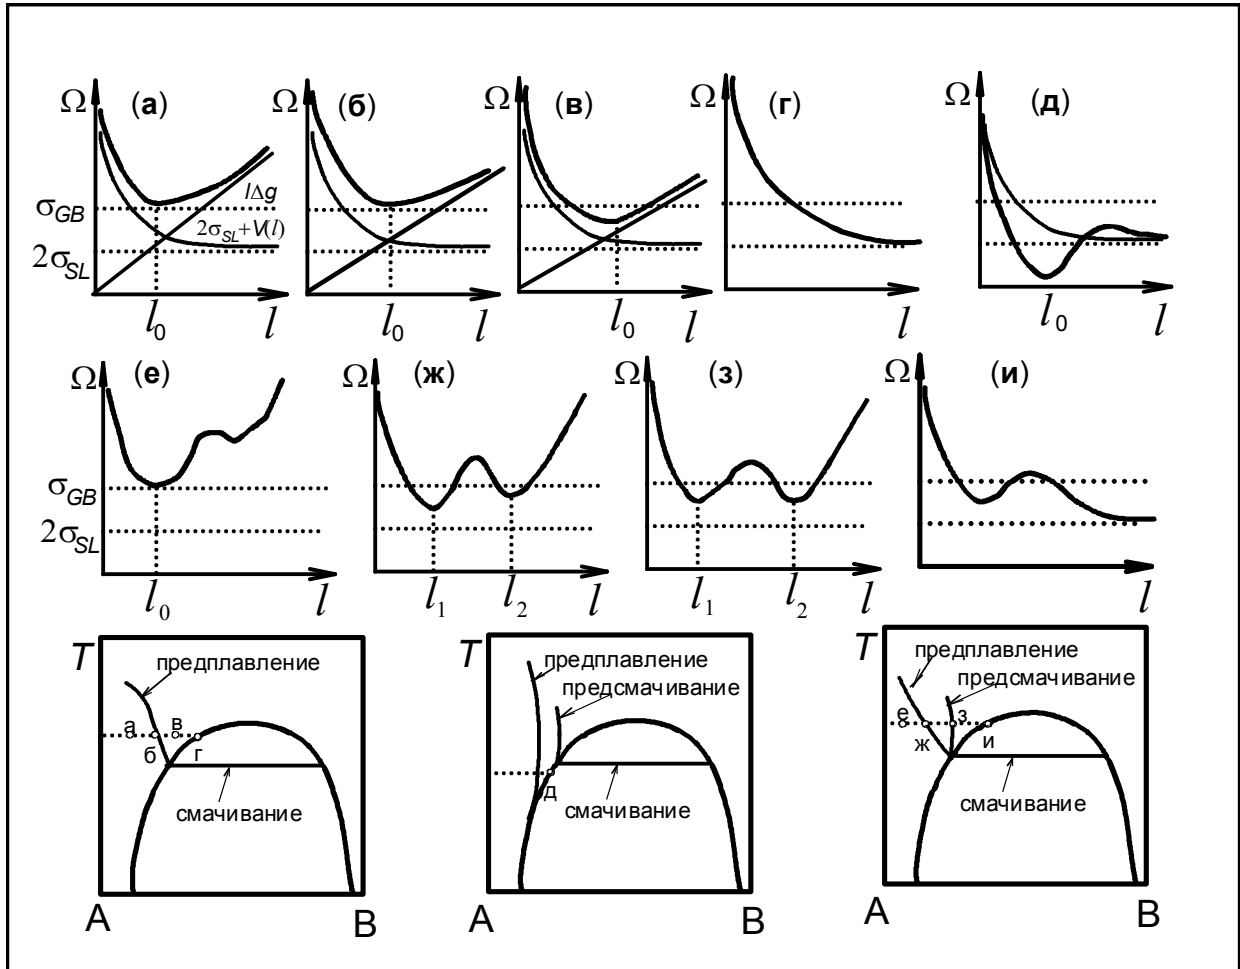 Ω (а) Ω (б) Ω (в) Ω (г) Ω (д)
lΔg
σGB
2σSL+V(l)
2σSL
l0 l l0 l l0 l l l0 l
Ω (е) Ω (ж) Ω (з) Ω (и)
σGB
2σSL
l0 l l1 l2 l l1 l2 l l
T предплавление
а в
б г
смачивание
A B
T предплавление
предсмачивание
д
смачивание
A B
T предплавление
предсмачивание
е з
ж и
смачивание
A B